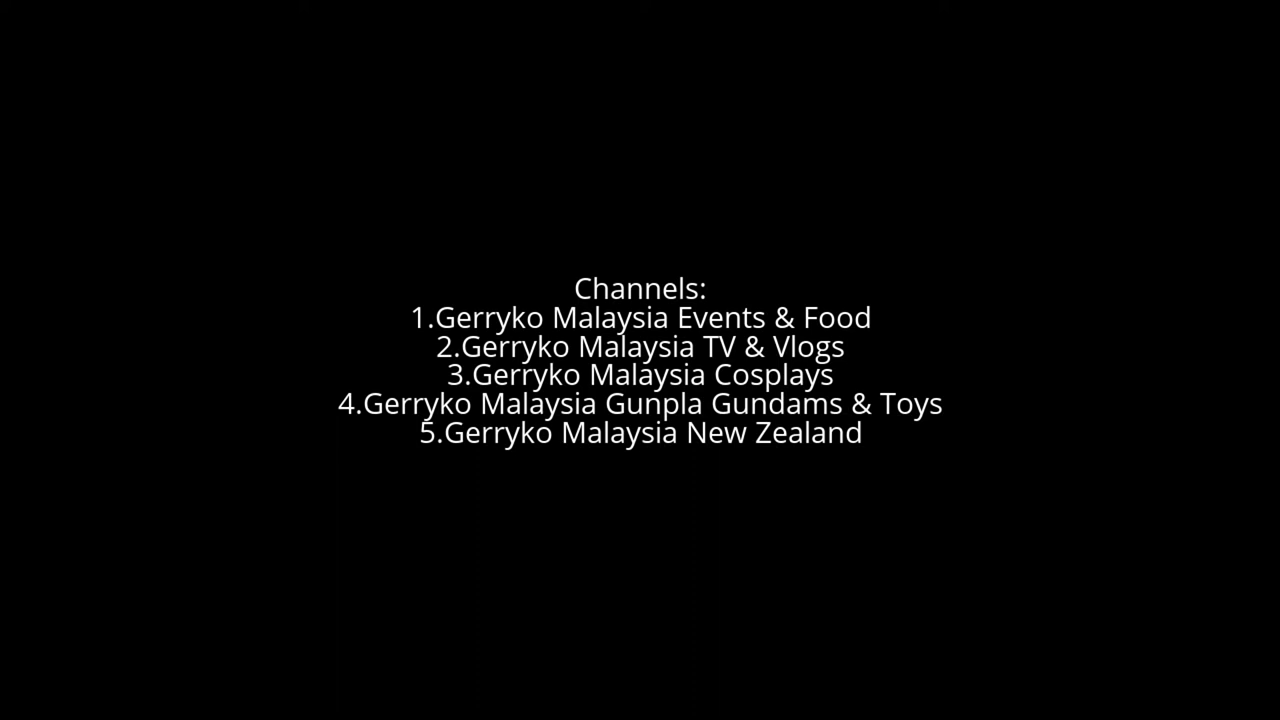 Channels:
1.Gerryko Malaysia Events & Food
2.Gerryko Malaysia TV & Vlogs
3.Gerryko Malaysia Cosplays
4.Gerryko Malaysia Gunpla Gundams & Toys
5.Gerryko Malaysia New Zealand